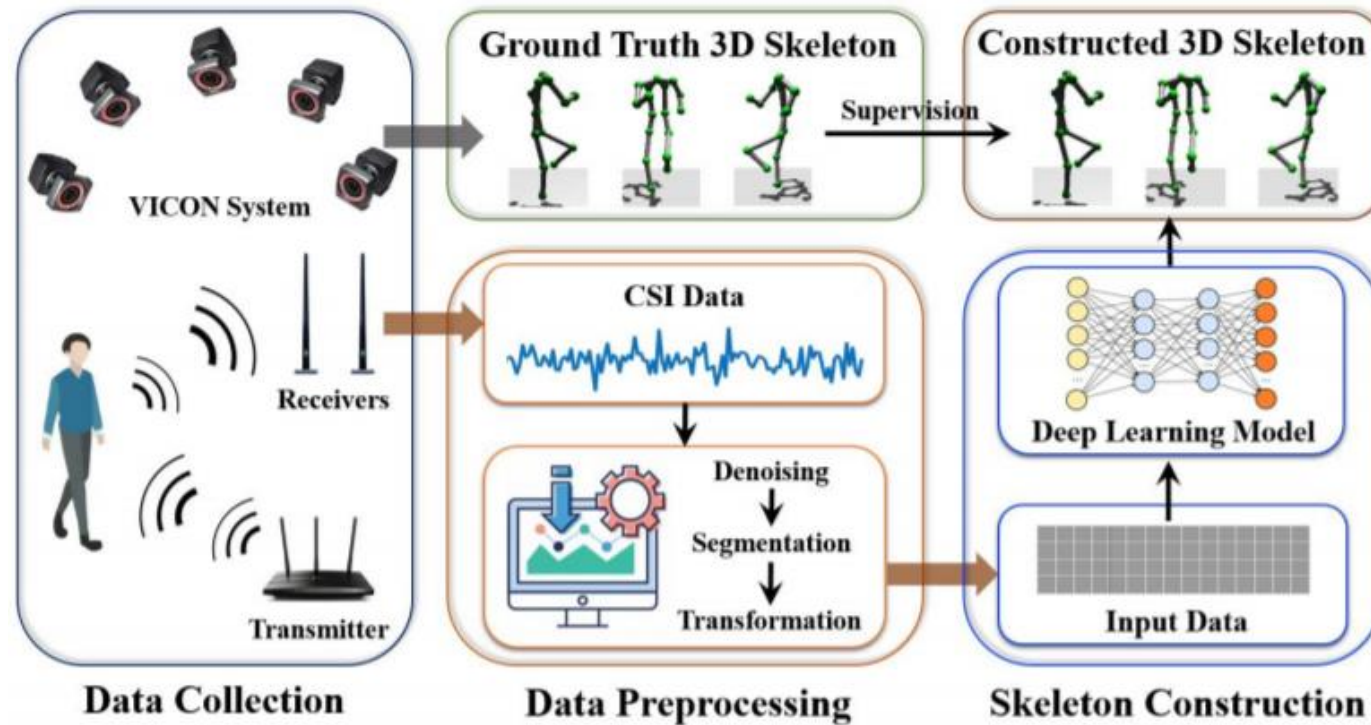 VICON System
Receivers
Transmitter
Data Collection
Ground Truth 3D Skeleton
Supervision
CSI Data
Denoising
Segmentation
Transformation
Data Preprocessing
Constructed 3D Skeleton
Deep Learning Model
Input Data
Skeleton Construction